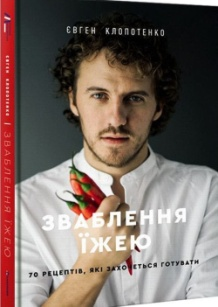 ЄВГЕН КЛОПОТЕНКО
ЗВАБЛЕННЯ
ЇЖЕЮ
70 РЕЦЕПТІВ, ЯКІ ЗАХОЧЕТЬСЯ ГОТУВАТИ
ЄВГЕН КЛОПОТЕНКО | ЗВАБЛЕННЯ ЇЖЕЮ